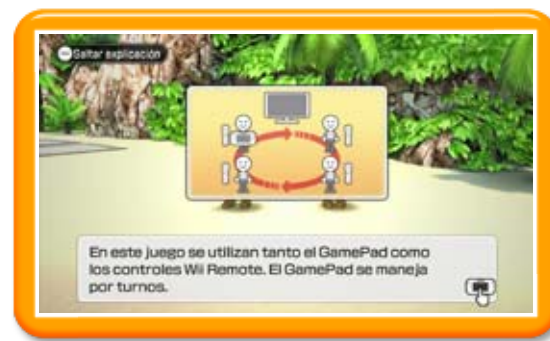 Saltar explicación
En este juego se utilizan tanto el GamePad como
los controles Wii Remote. El GamePad se maneja
por turnos.